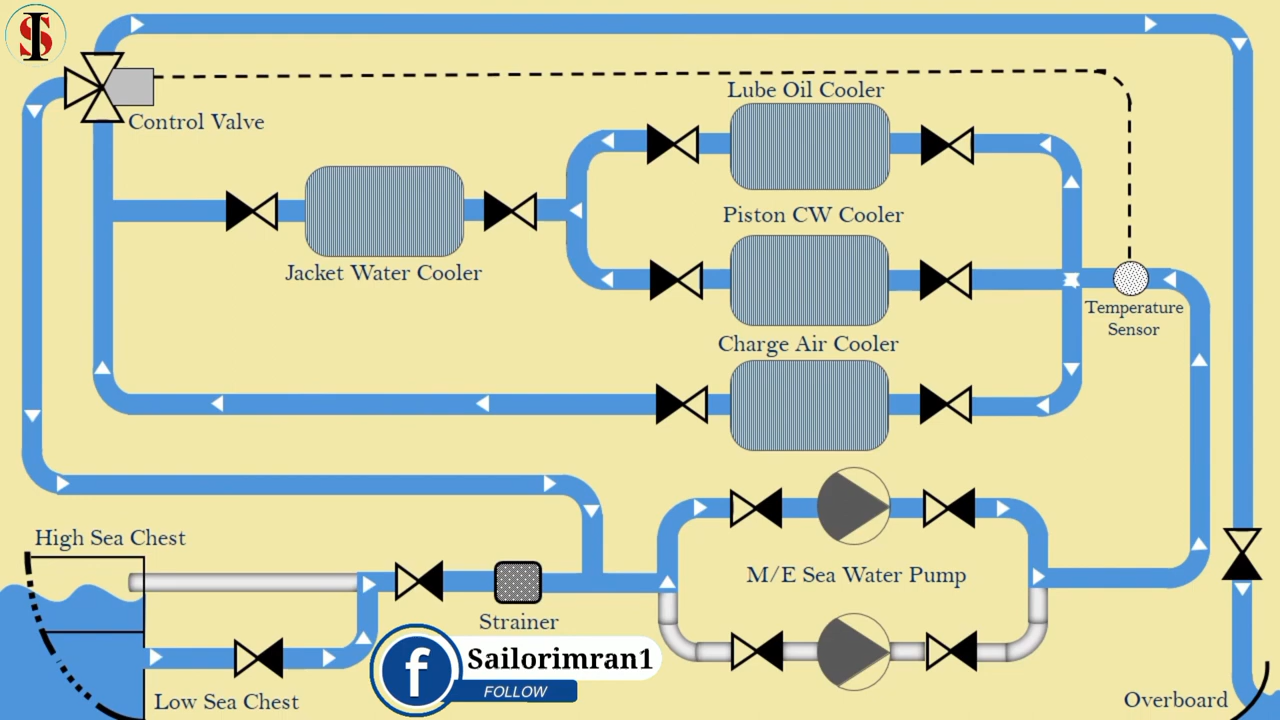 IS
Lube Oil Cooler
Control Valve
Piston CW Cooler
Jacket Water Cooler
Temperature
Sensor
Charge Air Cooler
High Sea Chest
M/E Sea Water Pump
Strainer
f
Sailorimran1
FOLLOW
Low Sea Chest
Overboard